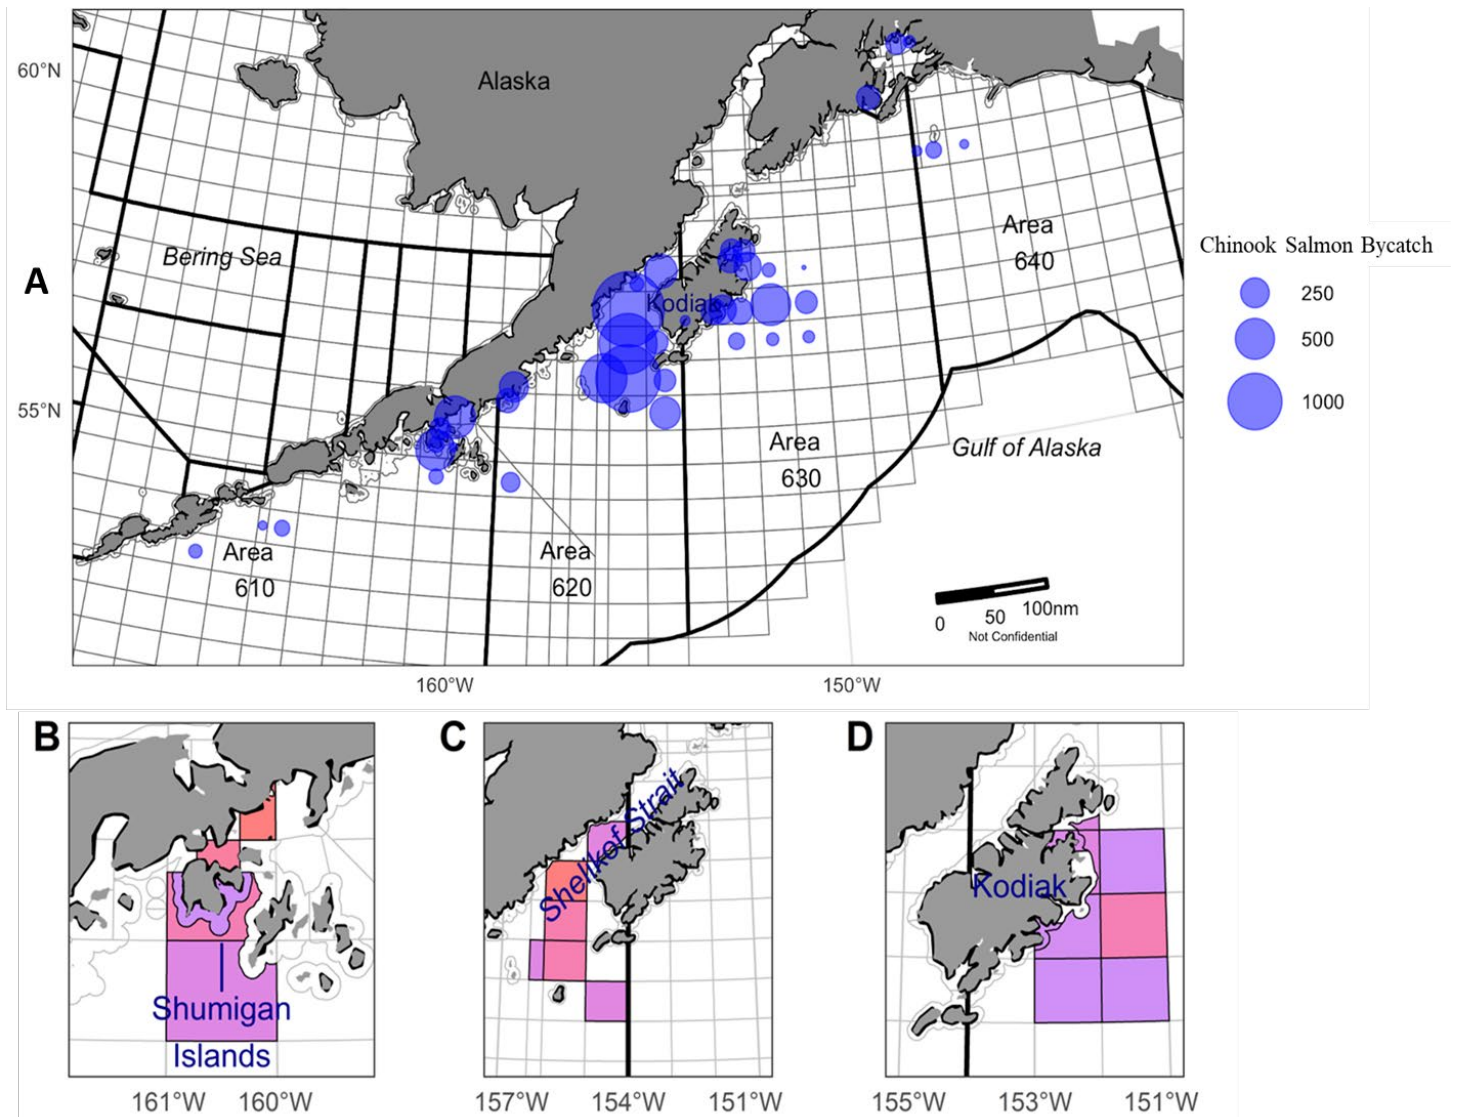 60°N
Alaska
Area
640
Bering Sea
Chinook Salmon Bycatch
A
250
Kodiak
500
1000
55°N
Area
630
Gulf of Alaska
Area
610
Area
620
0
50
100nm
Not Confidential
160°W
150°W
B
Shumigan
Islands
161°W
160°W
C
Shelikof Strait
157°W
154°W
151°W
D
Kodiak
155°W
153°W
151°W